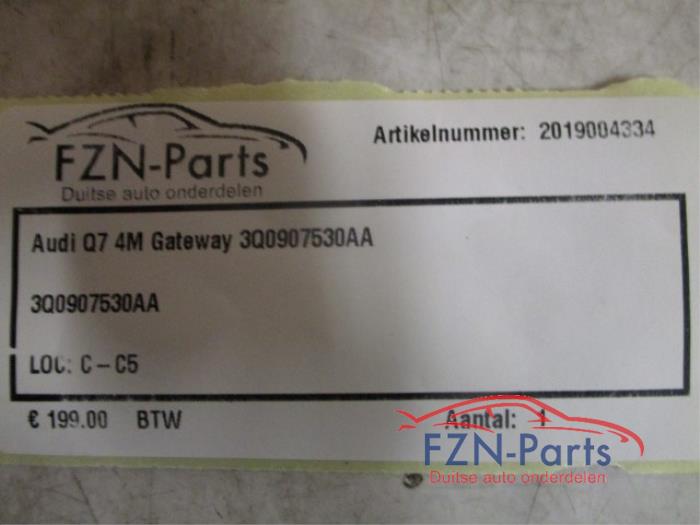 FZN-Parts
Duitse auto onderdelen
Artikelnummer: 2019004334
Audi Q7 4M Gateway 3Q0907530AA
3Q0907530AA
LOC: C-C5
€ 199.00 BTW
Aantal: 1
FZN-Parts
Duitse auto onderdelen